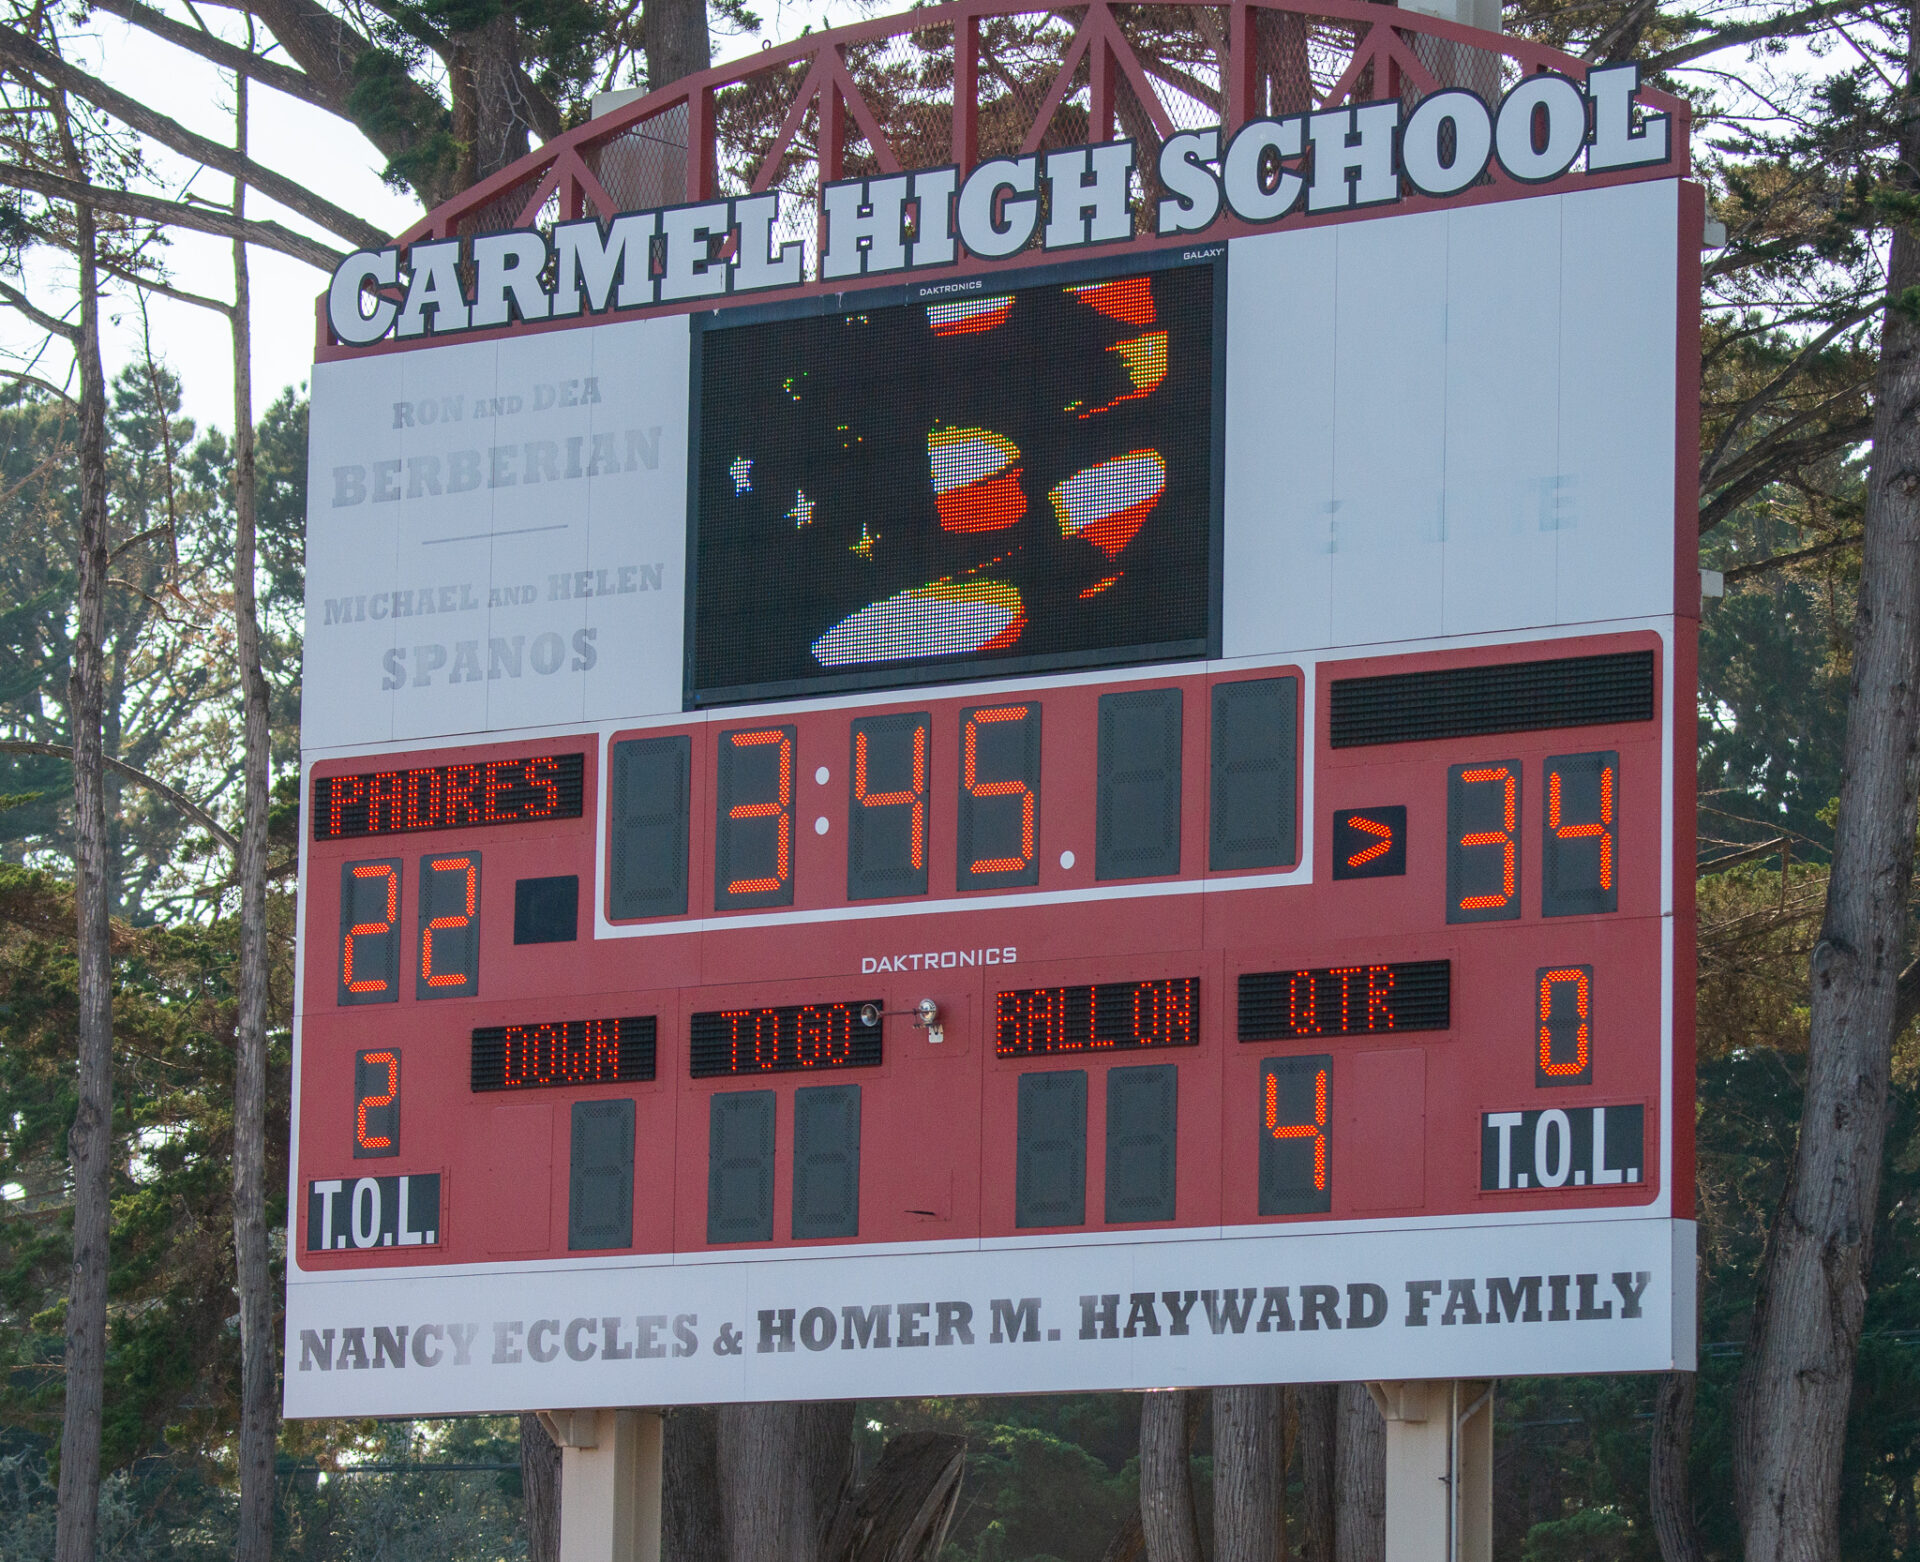 CARMEL HIGH SCHOOL
DAKTRONICS
GALAXY
RON AND DEA
BERBERIAN
MICHAEL AND HELEN
SPANOS
PADRES
3:45
22
>
34
DAKTRONICS
DOWN
TO GO
BALL ON
QTR
2
4
0
T.O.L.
T.O.L.
NANCY ECCLES & HOMER M. HAYWARD FAMILY